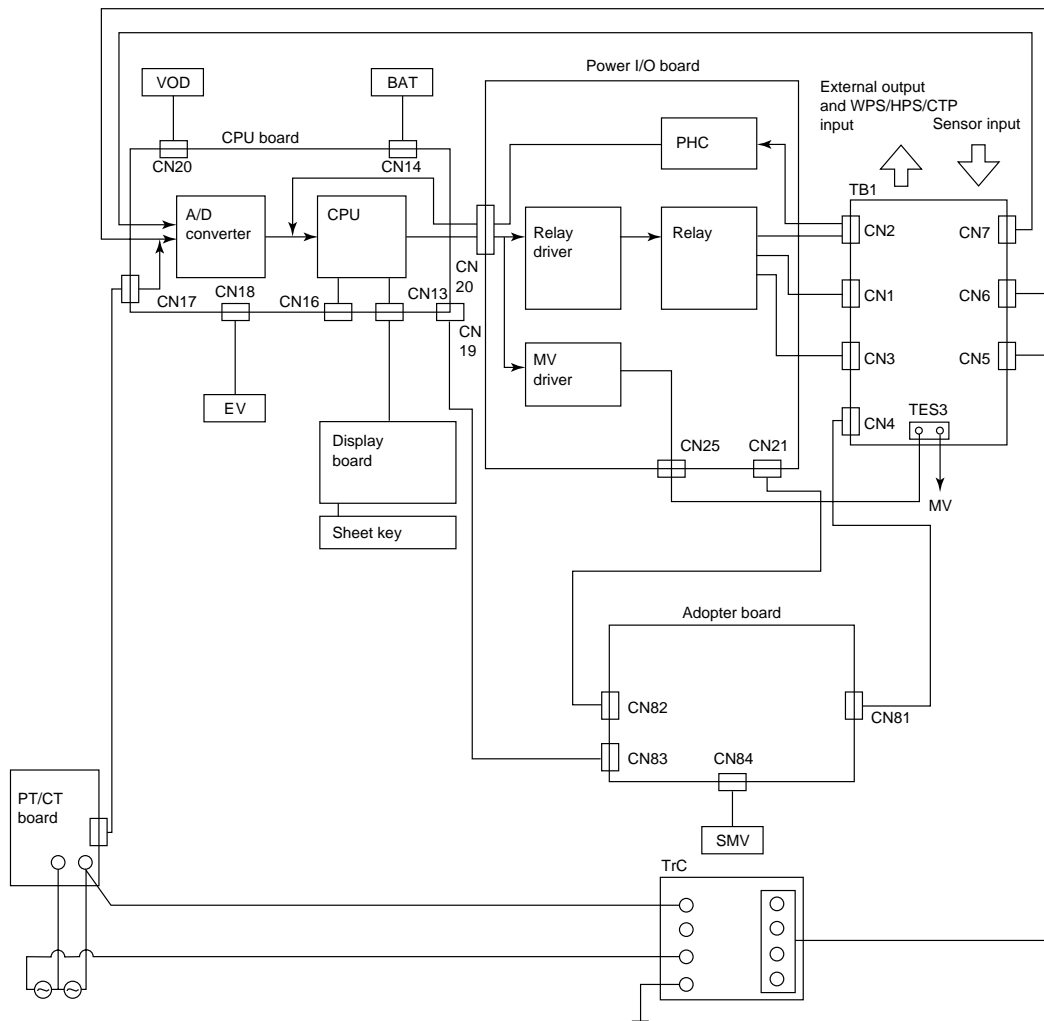 Power I/O board
External output
and WPS/HPS/CTP
input
Sensor input
VOD
BAT
CPU board
CN20
CN14
PHC
TB1
A/D
converter
CPU
Relay
driver
Relay
CN2
CN7
CN
20
CN17
CN18
CN16
CN13
CN
19
CN1
CN6
CN3
CN5
MV
driver
EV
CN4
TES3
Display
board
CN25
CN21
MV
Sheet key
Adopter board
CN82
CN81
CN83
CN84
PT/CT
board
SMV
TrC